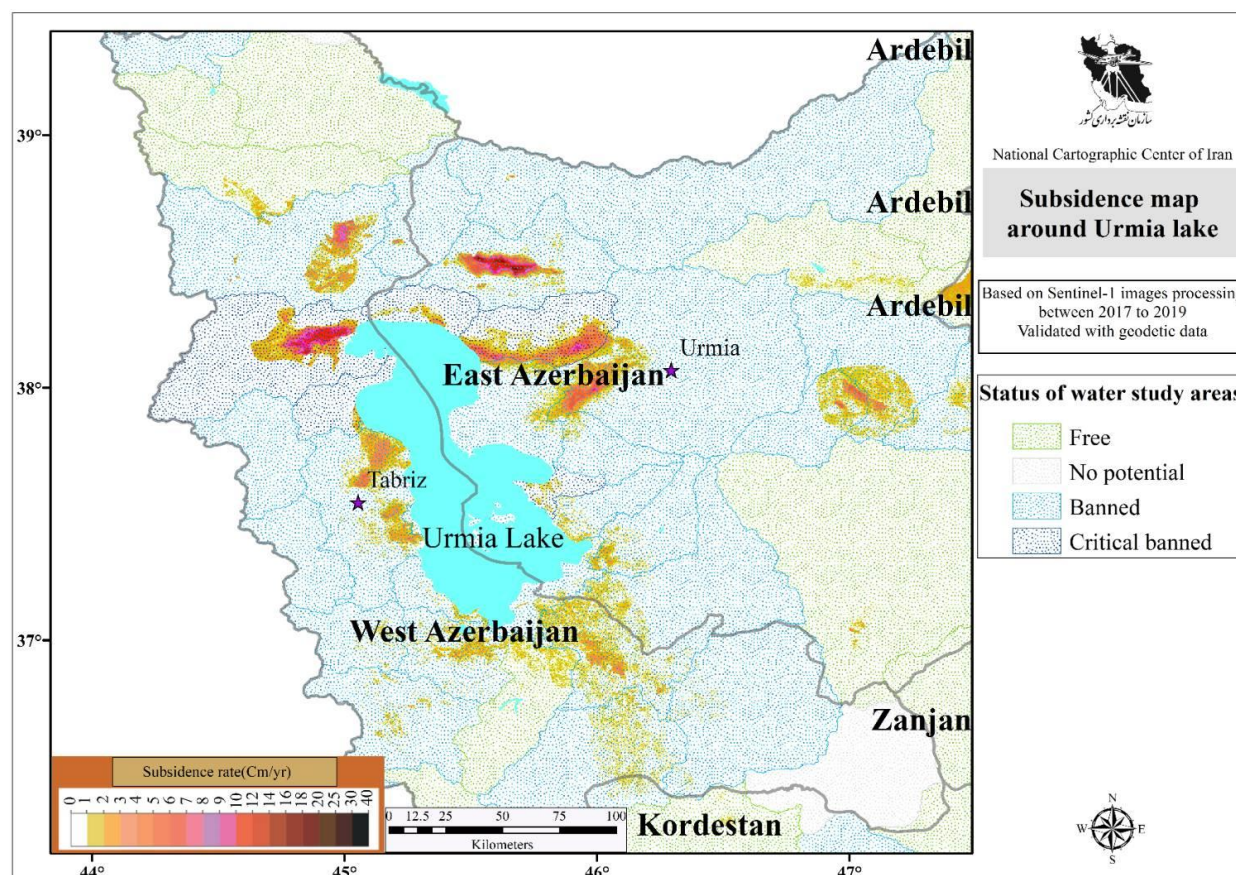 Ardebil
Ardebil
Ardebil
39°
38°
37°
Urmia
East Azerbaijan
Tabriz
Urmia Lake
West Azerbaijan
Zanjan
Kordestan
44°
45°
46°
47°
Subsidence rate(Cm/yr)
0 1 2 3 4 5 6 7 8 9 10 12 14 16 18 20 25 30 40
0 12.5 25 50 75 100
Kilometers
سازمان نقشه برداری کشور
National Cartographic Center of Iran
Subsidence map
around Urmia lake
Based on Sentinel-1 images processing
between 2017 to 2019
Validated with geodetic data
Status of water study areas
Free
No potential
Banned
Critical banned
N
W E
S